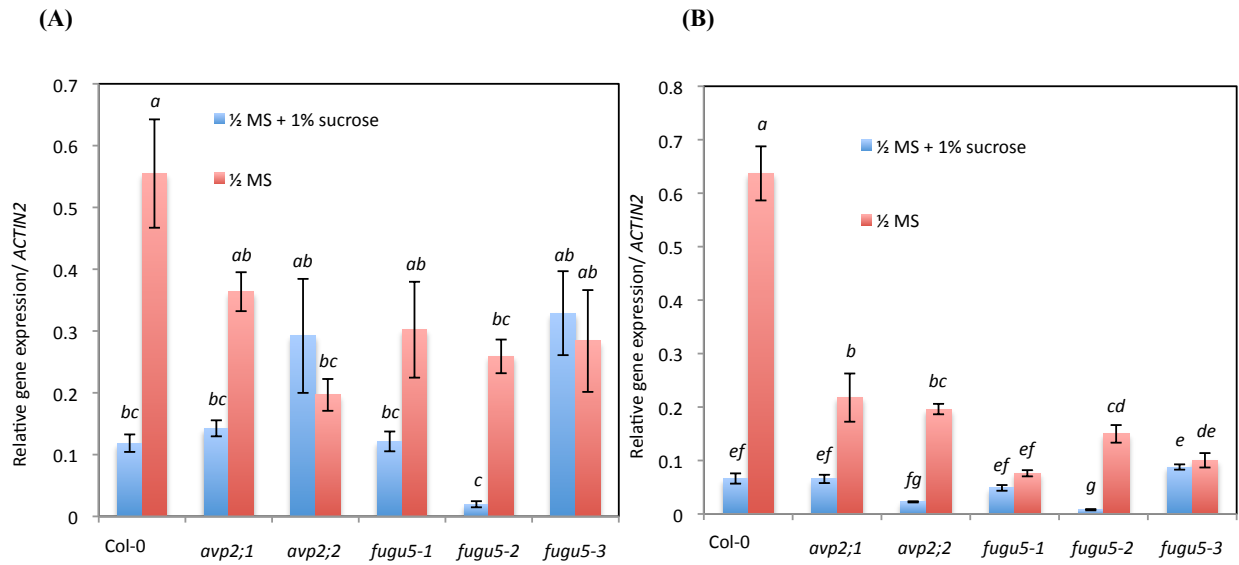 (A)
(B)
Relative gene expression/ ACTIN2
0.7
0.6
0.5
0.4
0.3
0.2
0.1
0
½ MS + 1% sucrose
½ MS
bc
a
bc
ab
ab
bc
bc
ab
c
bc
ab
ab
Col-0
avp2;1
avp2;2
fugu5-1
fugu5-2
fugu5-3
Relative gene expression/ ACTIN2
0.8
0.7
0.6
0.5
0.4
0.3
0.2
0.1
0
½ MS + 1% sucrose
½ MS
ef
a
ef
b
fg
bc
ef
ef
g
cd
e
de
Col-0
avp2;1
avp2;2
fugu5-1
fugu5-2
fugu5-3